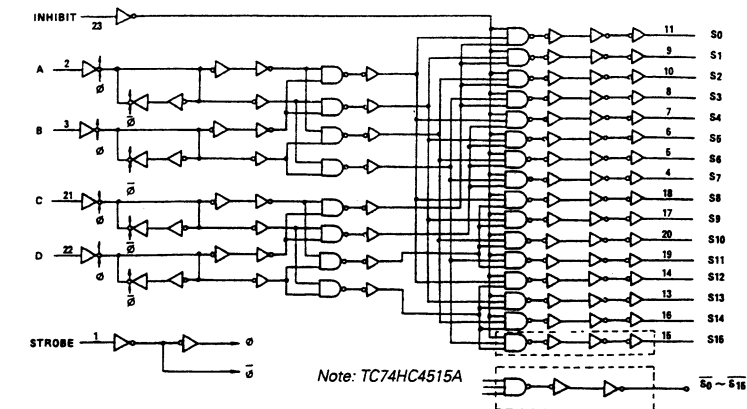 INHIBIT 23
11 S0
9 S1
A 2
10 S2
8 S3
ø
7 S4
ø̅
6 S5
B 3
5 S6
ø
4 S7
ø̅
18 S8
C 21
17 S9
ø
20 S10
ø̅
19 S11
D 22
14 S12
ø
13 S13
ø̅
16 S14
STROBE 1
ø
15 S15
ø̅
Note: TC74HC4515A
S̅0̅ ~ S̅1̅5̅